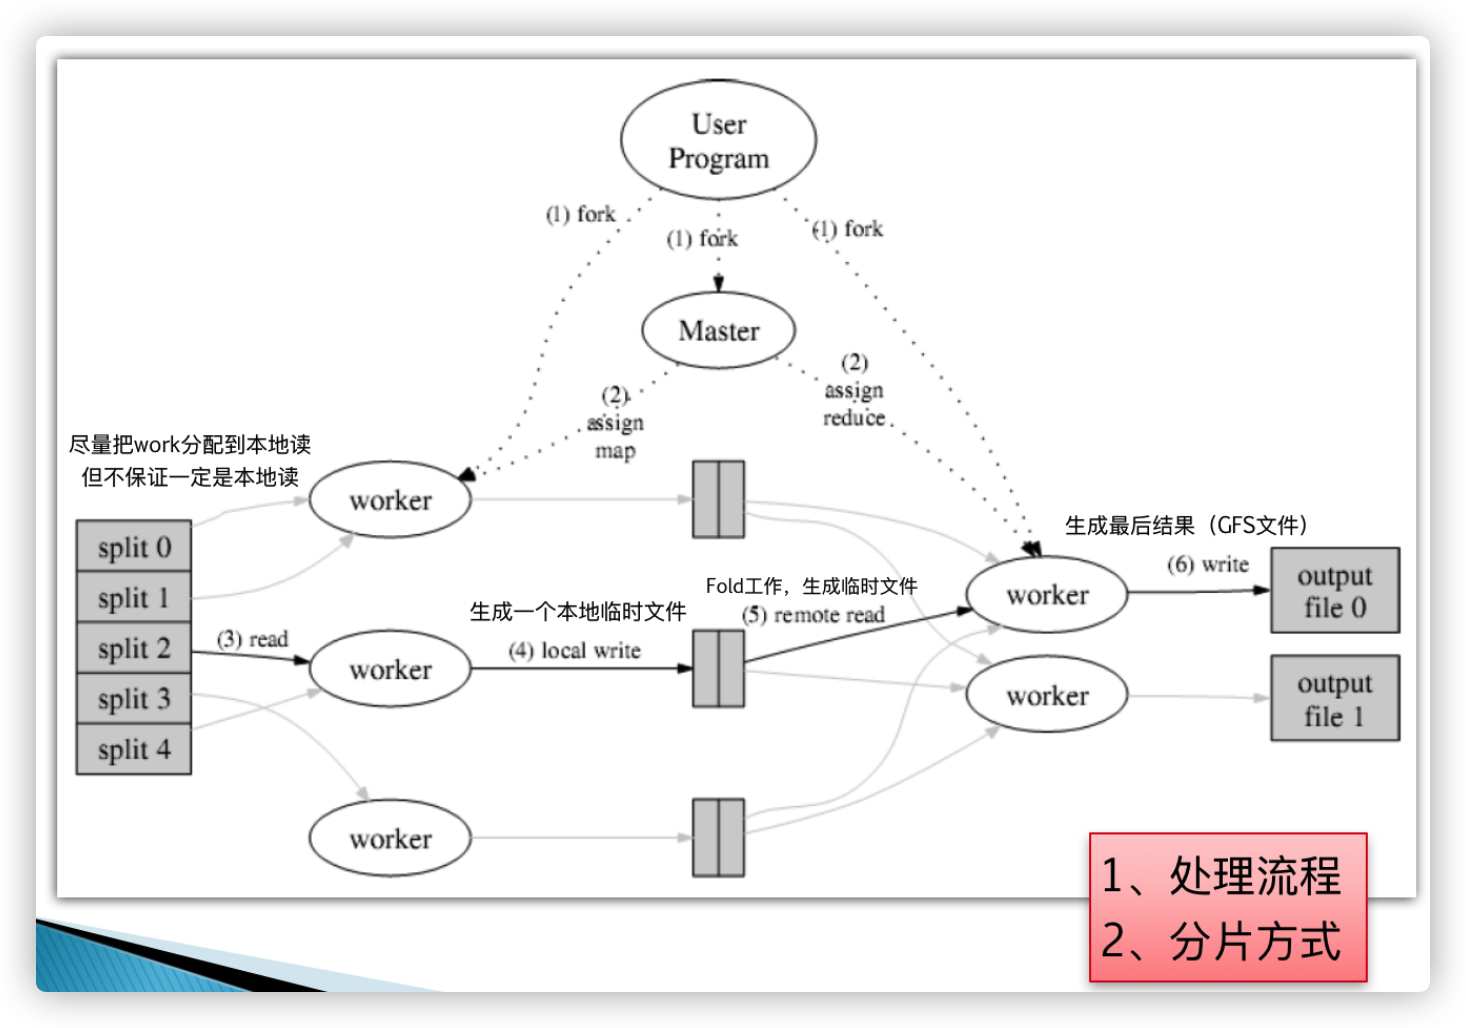 User
Program
(1) fork
(1) fork
(1) fork
Master
(2)
assign
map
(2)
assign
reduce
尽量把work分配到本地读
但不保证一定是本地读
split 0
split 1
split 2
split 3
split 4
(3) read
worker
worker
worker
生成一个本地临时文件
(4) local write
Fold工作，生成临时文件
(5) remote read
worker
worker
生成最后结果（GFS文件）
(6) write
output
file 0
output
file 1
1、处理流程
2、分片方式